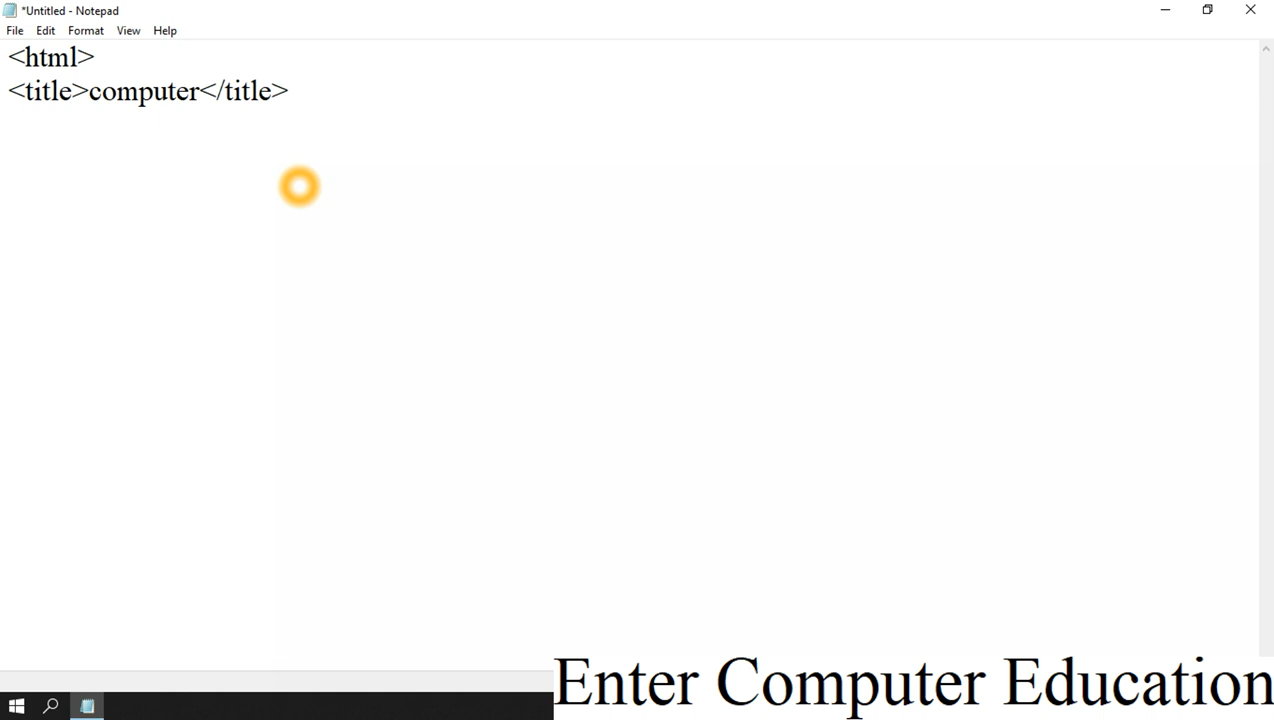 *Untitled - Notepad
File Edit Format View Help
<html>
<title>computer</title>
Enter Computer Education